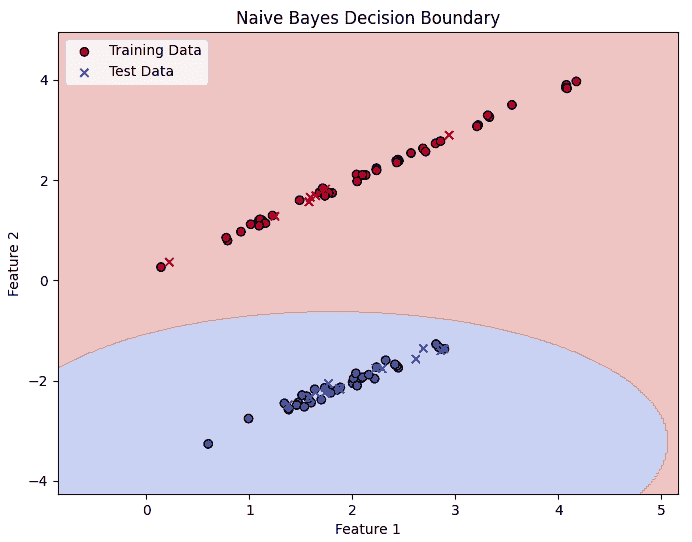 Naive Bayes Decision Boundary
Training Data
Test Data
Feature 2
4
2
0
−2
−4
0 1 2 3 4 5
Feature 1